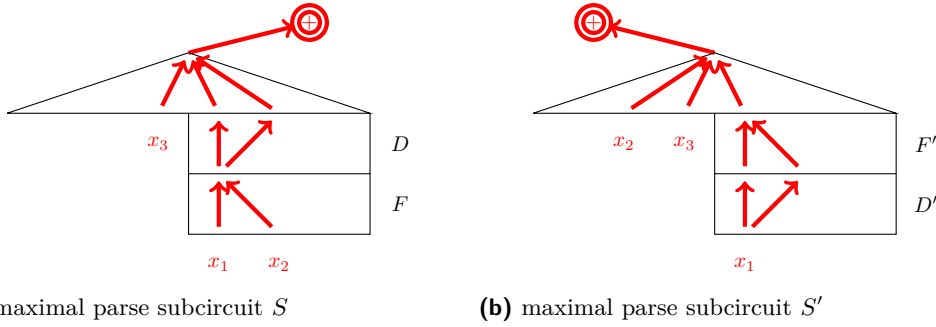 x₃ D
F
x₁ x₂
x₂ x₃ F′
D′
x₁
maximal parse subcircuit S
(b) maximal parse subcircuit S′